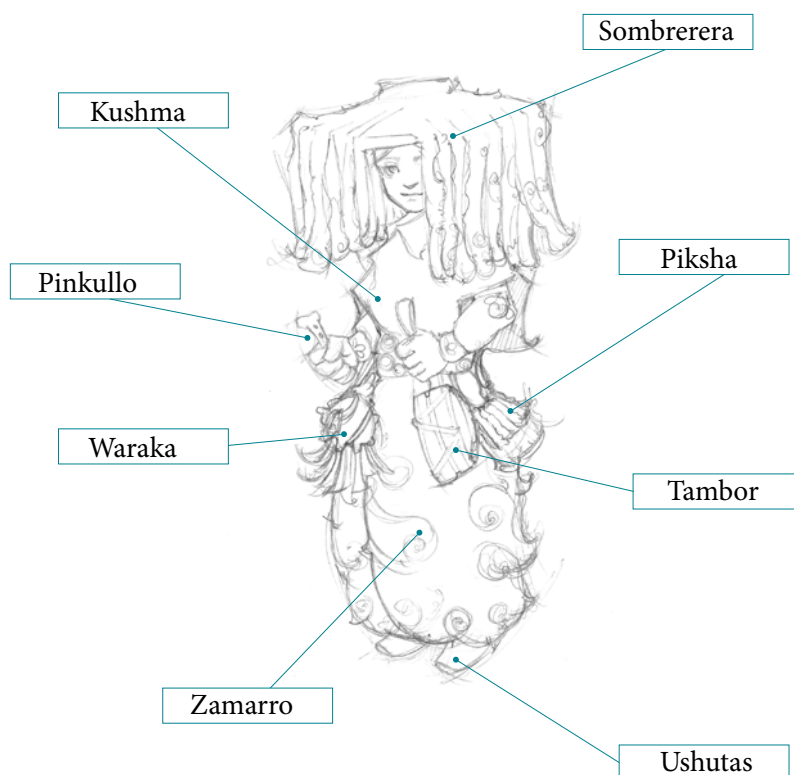 Sombrerera
Kushma
Piksha
Pinkullo
Waraka
Tambor
Zamarro
Ushutas